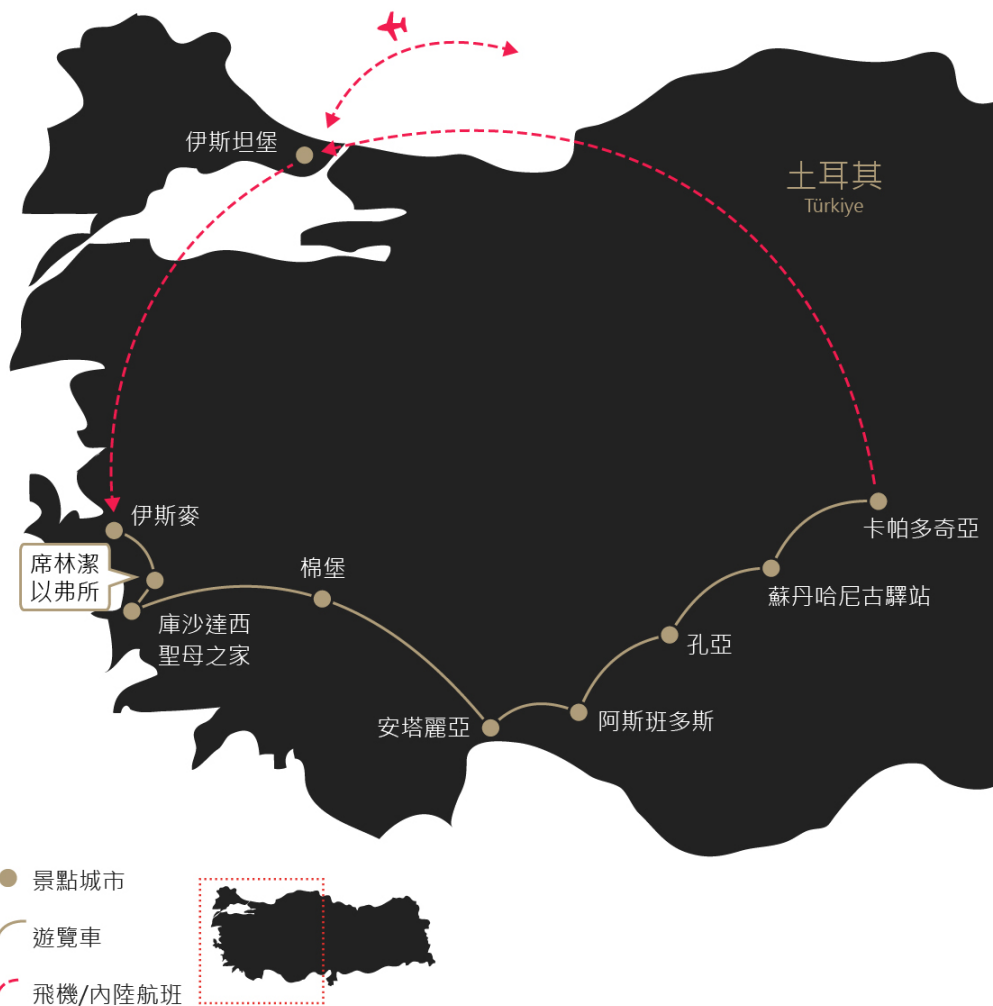 伊斯坦堡
土耳其
Türkiye
伊斯麥
席林潔
以弗所
庫沙達西
聖母之家
棉堡
安塔麗亞
阿斯班多斯
孔亞
蘇丹哈尼古驛站
卡帕多奇亞
景點城市
遊覽車
飛機/內陸航班